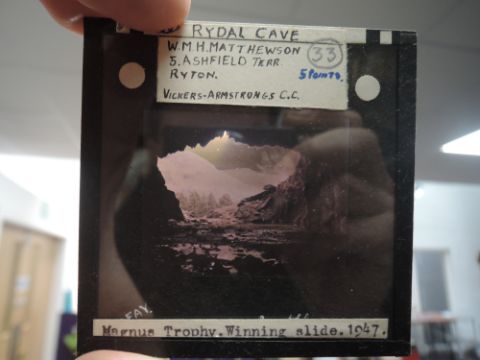 RYDAL CAVE
W.M.H. MATTHEWSON 33
5. ASHFIELD TERR. 5 Points.
RYTON.
VICKERS-ARMSTRONGS C.C.
FAY.
Magnus Trophy. Winning slide. 1947.